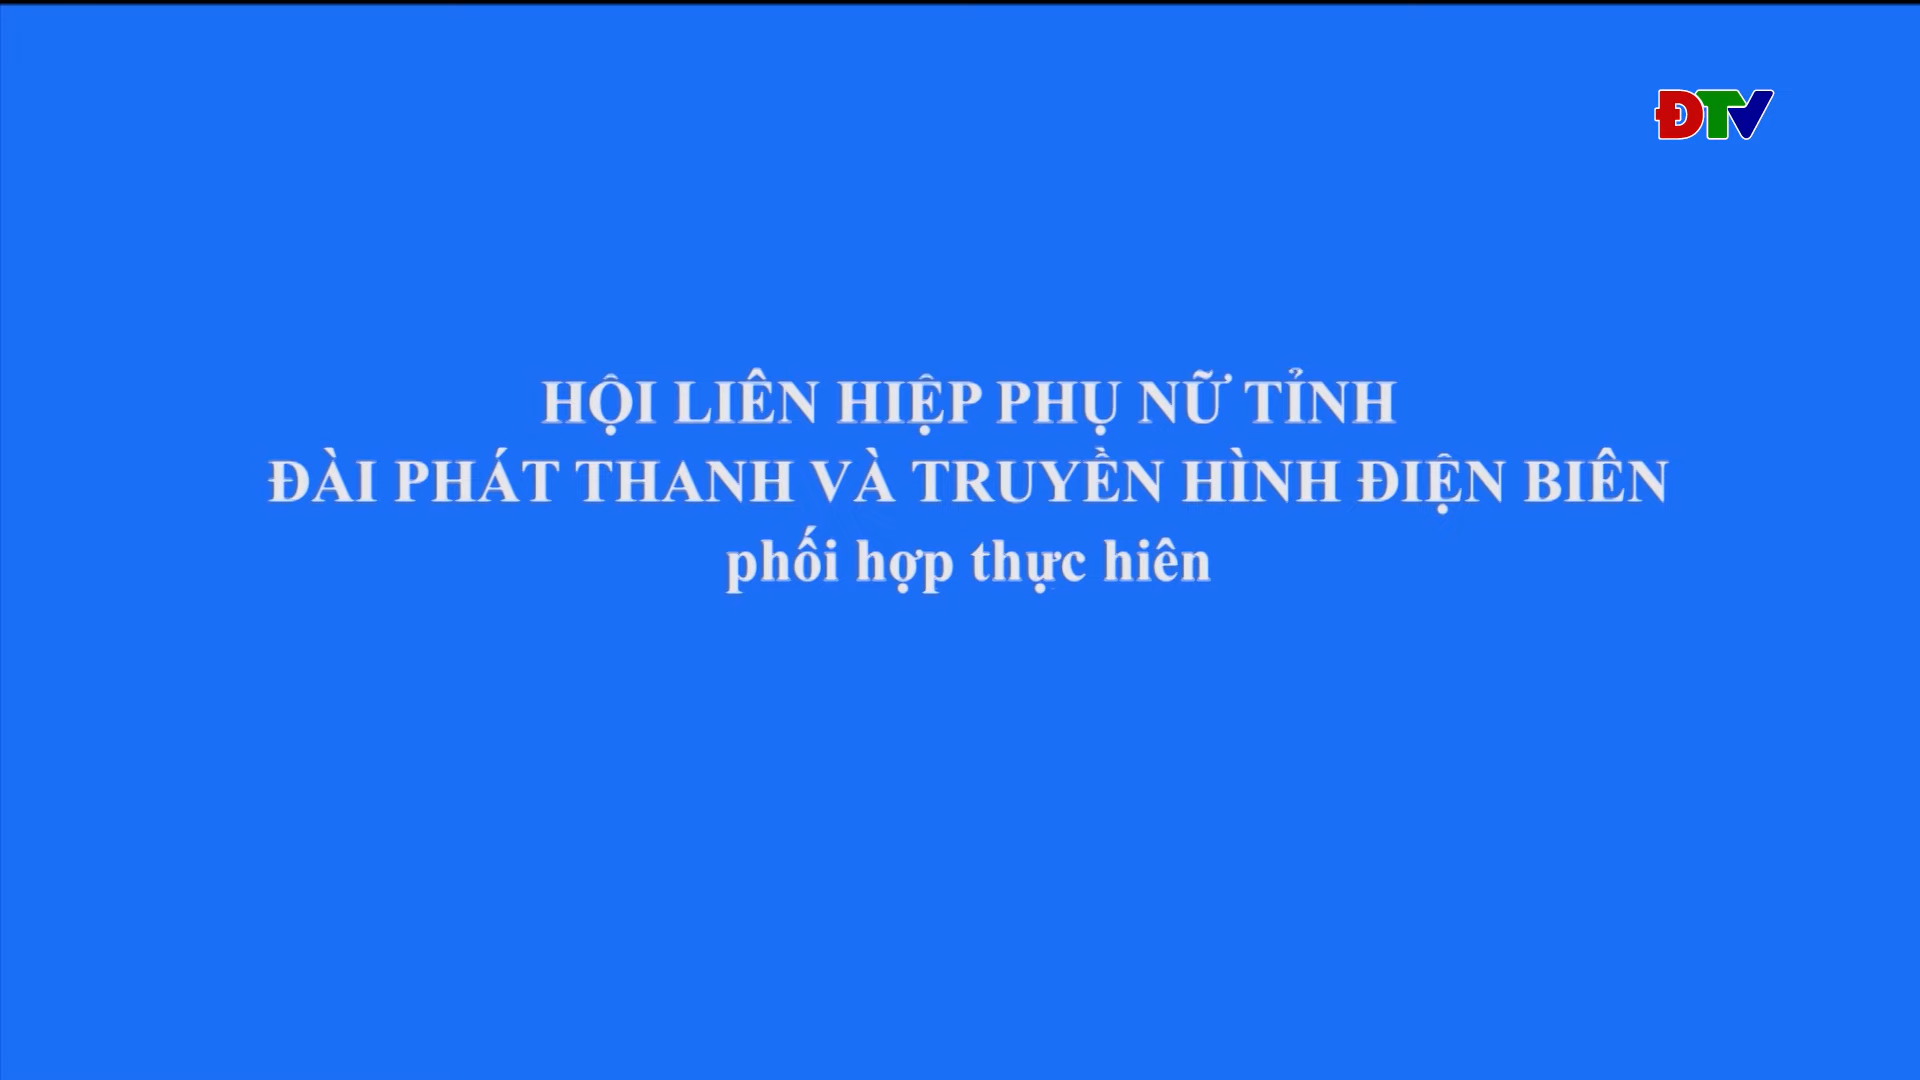 ĐTV
HỘI LIÊN HIỆP PHỤ NỮ TỈNH
ĐÀI PHÁT THANH VÀ TRUYỀN HÌNH ĐIỆN BIÊN
phối hợp thực hiên